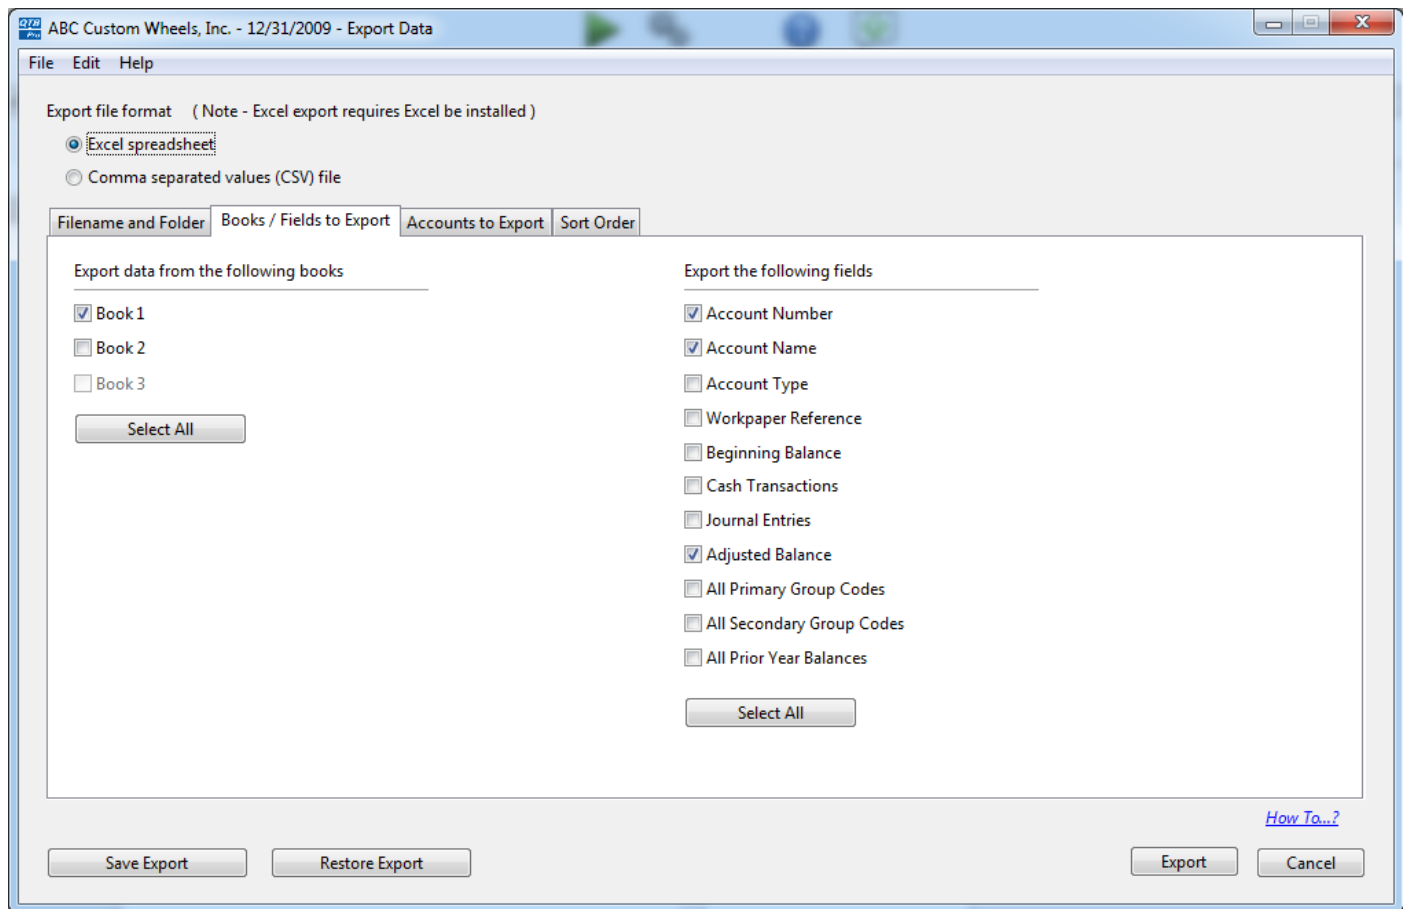 QTB
Pro
ABC Custom Wheels, Inc. - 12/31/2009 - Export Data
File Edit Help
Export file format ( Note - Excel export requires Excel be installed )
Excel spreadsheet
Comma separated values (CSV) file
Filename and Folder Books / Fields to Export Accounts to Export Sort Order
Export data from the following books
Book 1
Book 2
Book 3
Select All
Export the following fields
Account Number
Account Name
Account Type
Workpaper Reference
Beginning Balance
Cash Transactions
Journal Entries
Adjusted Balance
All Primary Group Codes
All Secondary Group Codes
All Prior Year Balances
Select All
How To...?
Save Export Restore Export Export Cancel